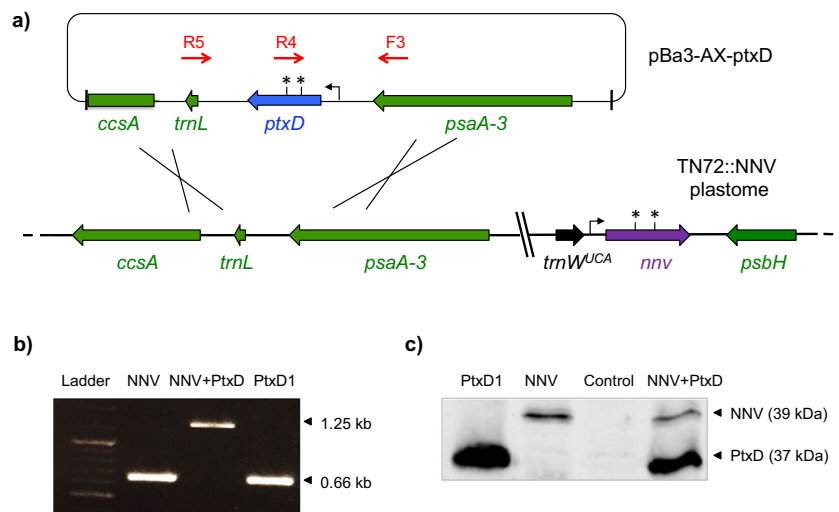 a)
R5 R4 F3
pBa3-AX-ptxD
* *
ccsA trnL ptxD psaA-3
TN72::NNV
plastome
* *
ccsA trnL psaA-3 trnW^UCA nnv psbH
b)
Ladder NNV NNV+PtxD PtxD1
1.25 kb
0.66 kb
c)
PtxD1 NNV Control NNV+PtxD
NNV (39 kDa)
PtxD (37 kDa)